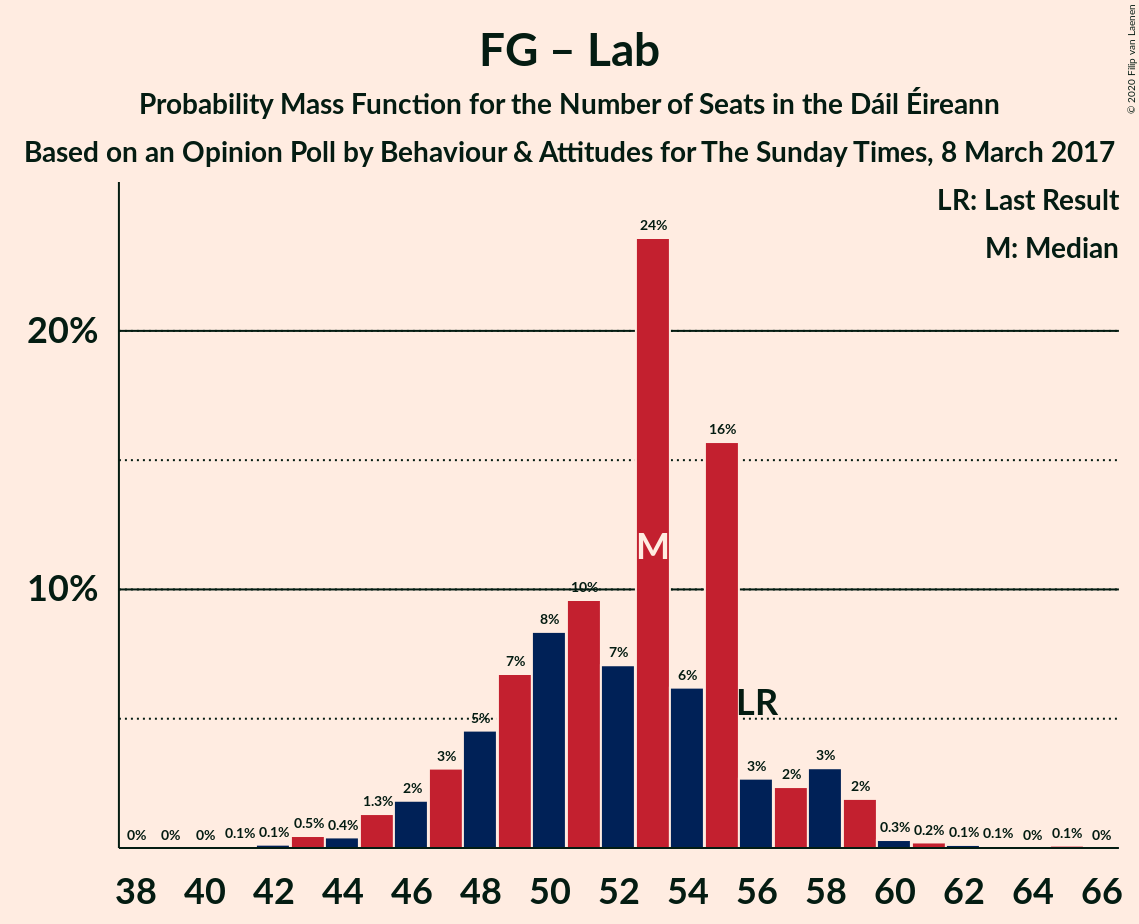 FG – Lab
Probability Mass Function for the Number of Seats in the Dáil Éireann
Based on an Opinion Poll by Behaviour & Attitudes for The Sunday Times, 8 March 2017
© 2020 Filip van Laenen
LR: Last Result
M: Median
20%
10%
0% 0% 0% 0.1% 0.1% 0.5% 0.4% 1.3% 2% 3% 5% 7% 8% 10% 7% 24% 6% 16% 3% 2% 3% 2% 0.3% 0.2% 0.1% 0.1% 0% 0.1% 0%
M
LR
38 40 42 44 46 48 50 52 54 56 58 60 62 64 66